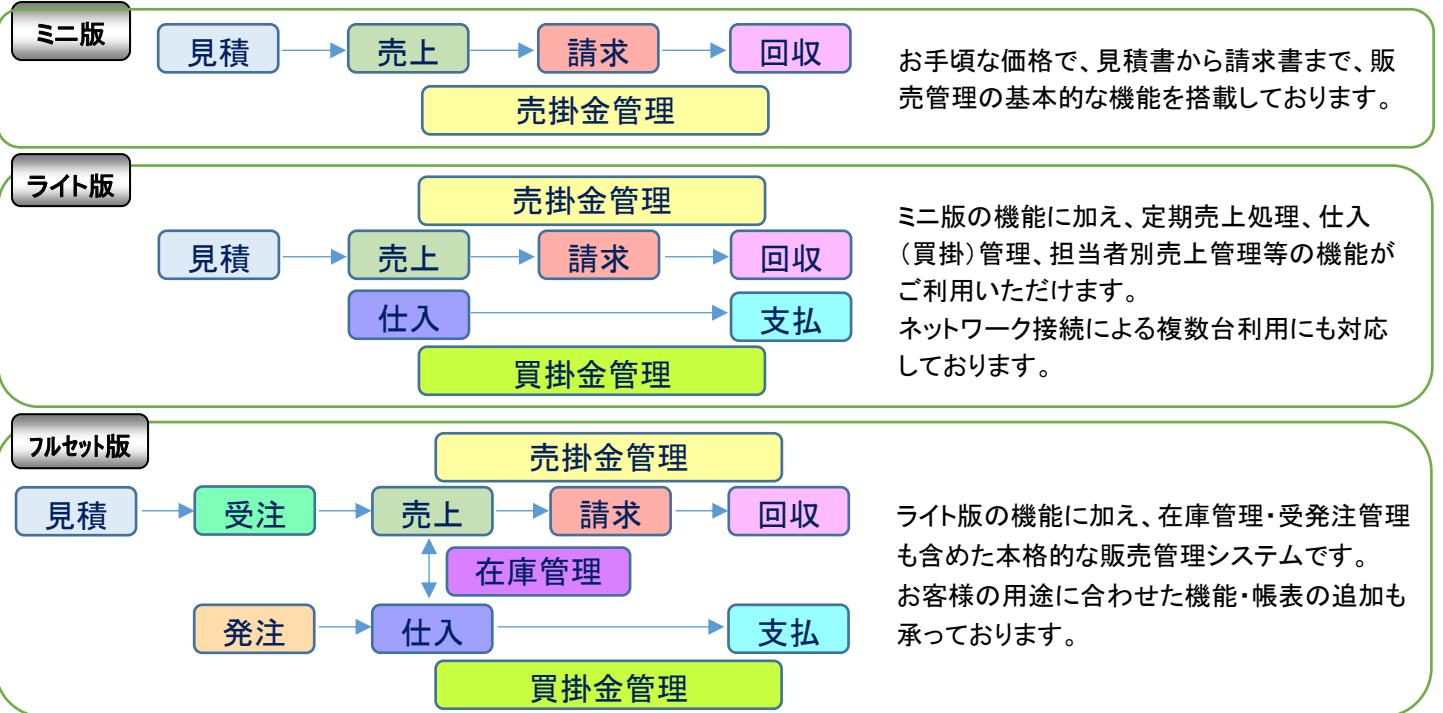 ミニ版
見積
売上
請求
回収
売掛金管理
お手頃な価格で、見積書から請求書まで、販
売管理の基本的な機能を搭載しております。
ライト版
売掛金管理
見積
売上
請求
回収
仕入
支払
買掛金管理
ミニ版の機能に加え、定期売上処理、仕入
(買掛)管理、担当者別売上管理等の機能が
ご利用いただけます。
ネットワーク接続による複数台利用にも対応
しております。
フルセット版
売掛金管理
見積
受注
売上
請求
回収
在庫管理
発注
仕入
支払
買掛金管理
ライト版の機能に加え、在庫管理・受発注管理
も含めた本格的な販売管理システムです。
お客様の用途に合わせた機能・帳表の追加も
承っております。